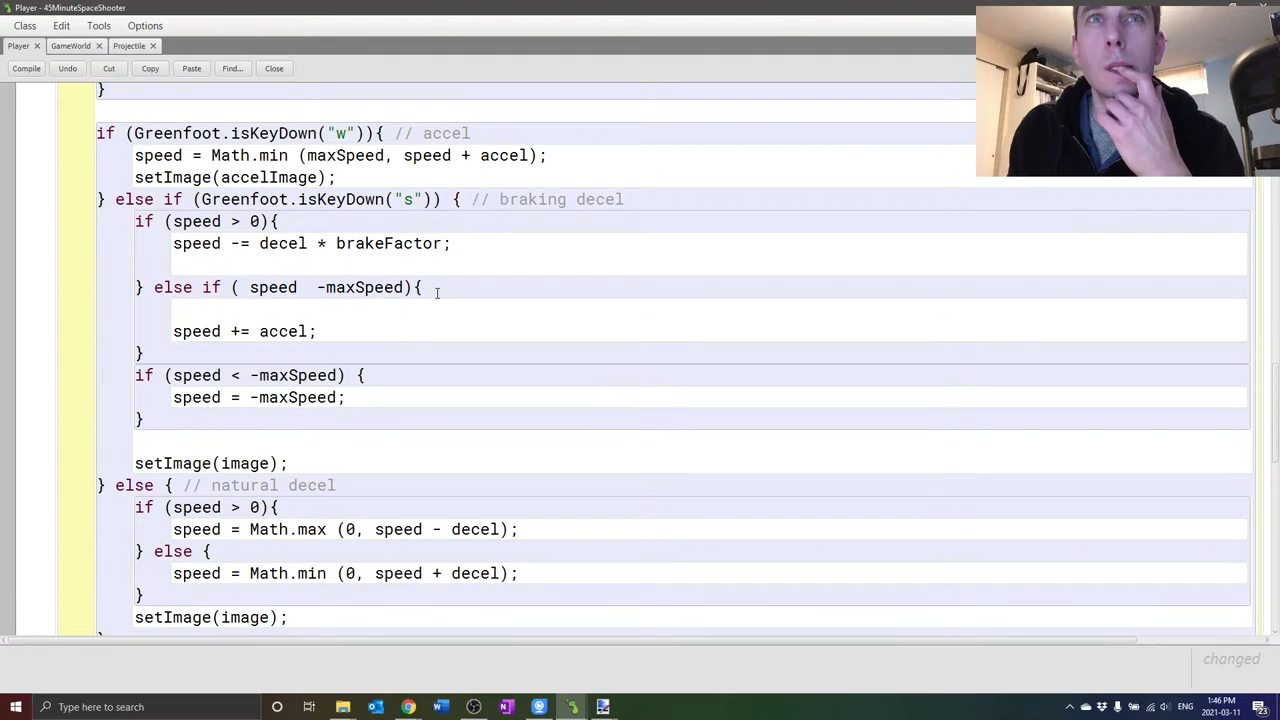 Player - 45MinuteSpaceShooter
Class Edit Tools Options
Player × GameWorld × Projectile ×
Compile Undo Cut Copy Paste Find... Close
}
if (Greenfoot.isKeyDown("w")){ // accel
speed = Math.min (maxSpeed, speed + accel);
setImage(accelImage);
} else if (Greenfoot.isKeyDown("s")) { // braking decel
if (speed > 0){
speed -= decel * brakeFactor;
} else if ( speed  -maxSpeed){
speed += accel;
}
if (speed < -maxSpeed) {
speed = -maxSpeed;
}
setImage(image);
} else { // natural decel
if (speed > 0){
speed = Math.max (0, speed - decel);
} else {
speed = Math.min (0, speed + decel);
}
setImage(image);
changed
Type here to search
ENG
1:46 PM
2021-03-11
23